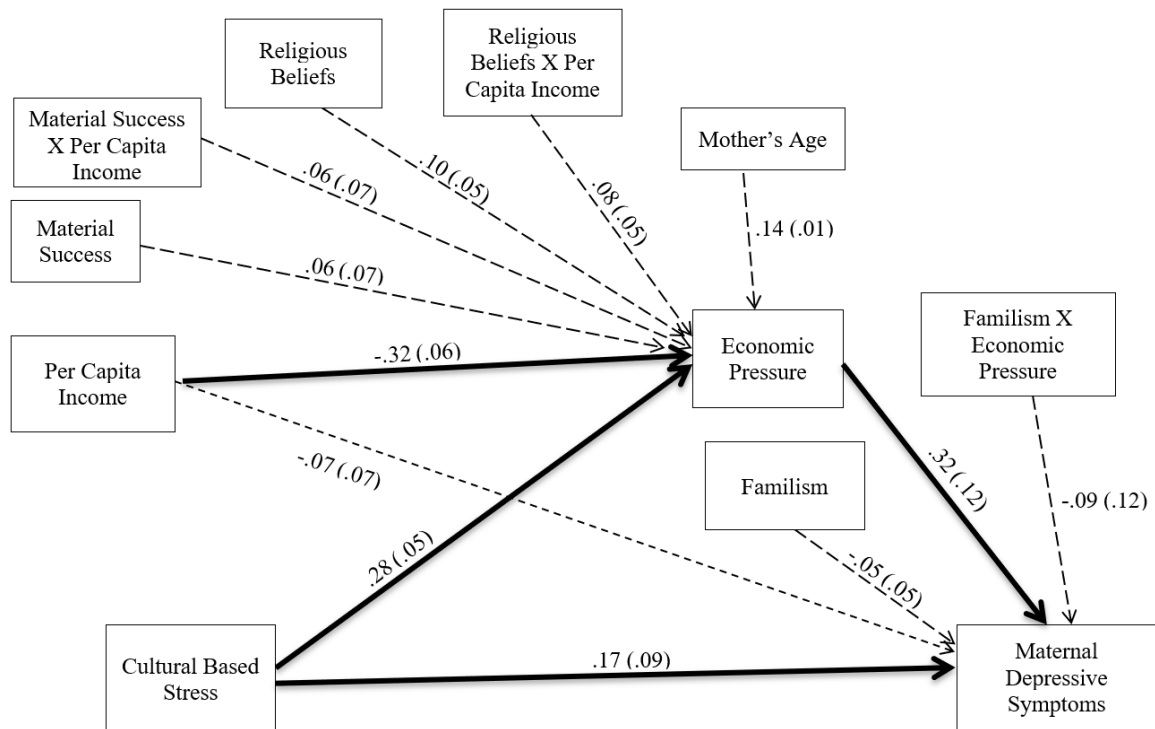 Religious
Beliefs
Religious
Beliefs X Per
Capita Income
Material Success
X Per Capita
Income
Mother's Age
.10 (.05)
.06 (.07)
.08 (.05)
Material
Success
.14 (.01)
.06 (.07)
Per Capita
Income
-.32 (.06)
Economic
Pressure
Familism X
Economic
Pressure
-.07 (.07)
Familism
.32 (.12)
-.09 (.12)
.28 (.05)
-.05 (.05)
Cultural Based
Stress
.17 (.09)
Maternal
Depressive
Symptoms